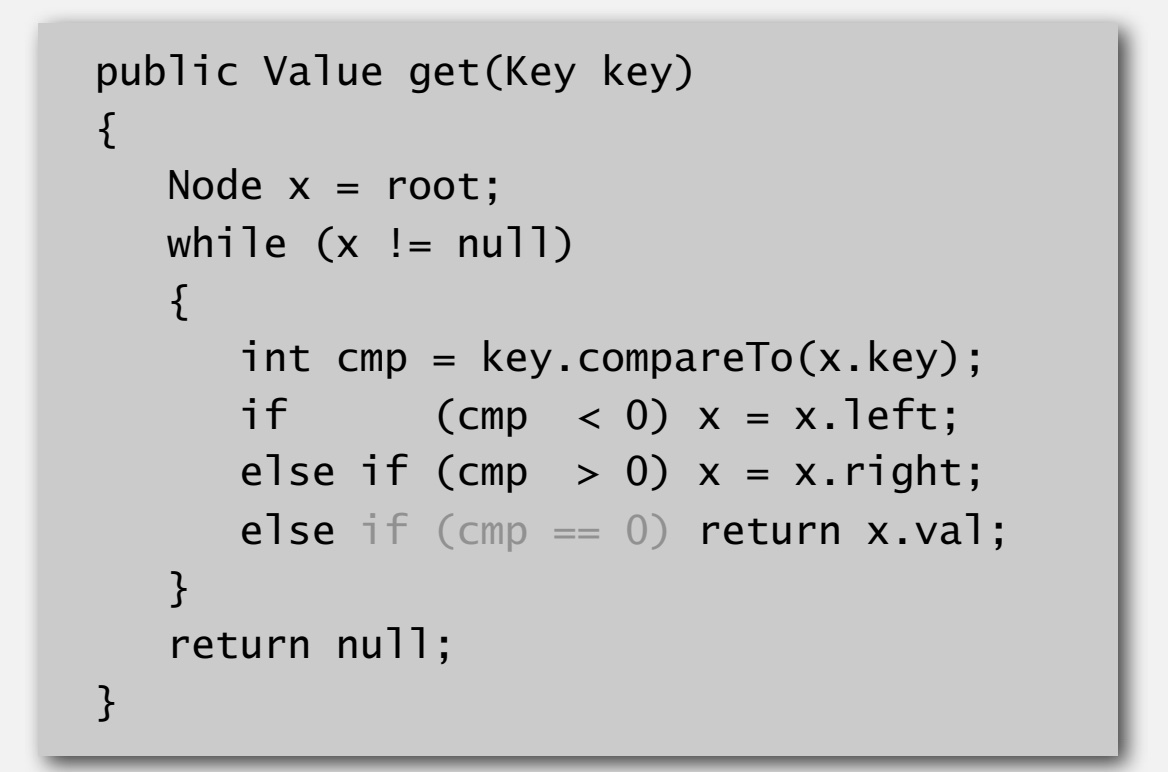 public Value get(Key key)
{
   Node x = root;
   while (x != null)
   {
      int cmp = key.compareTo(x.key);
      if      (cmp  < 0) x = x.left;
      else if (cmp  > 0) x = x.right;
      else if (cmp == 0) return x.val;
   }
   return null;
}